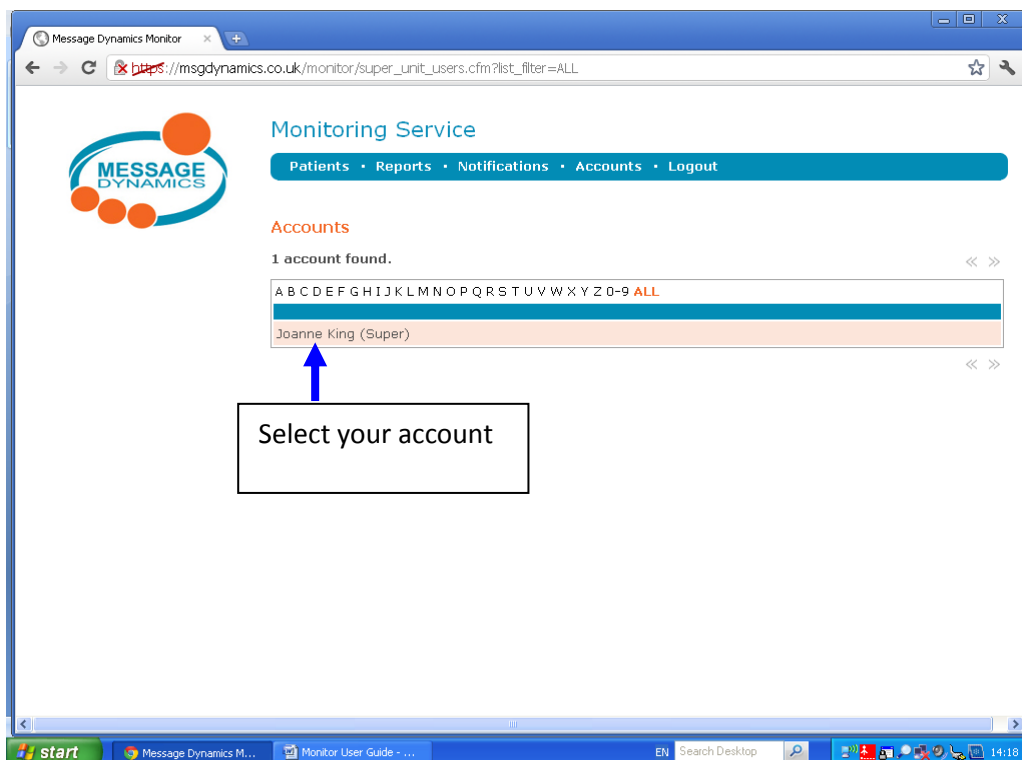 Message Dynamics Monitor
https://msgdynamics.co.uk/monitor/super_unit_users.cfm?list_filter=ALL
MESSAGE
DYNAMICS
Monitoring Service
Patients • Reports • Notifications • Accounts • Logout
Accounts
1 account found.
« »
A B C D E F G H I J K L M N O P Q R S T U V W X Y Z 0-9 ALL
Joanne King (Super)
« »
Select your account
start
Message Dynamics M...
Monitor User Guide - ...
EN
Search Desktop
14:18